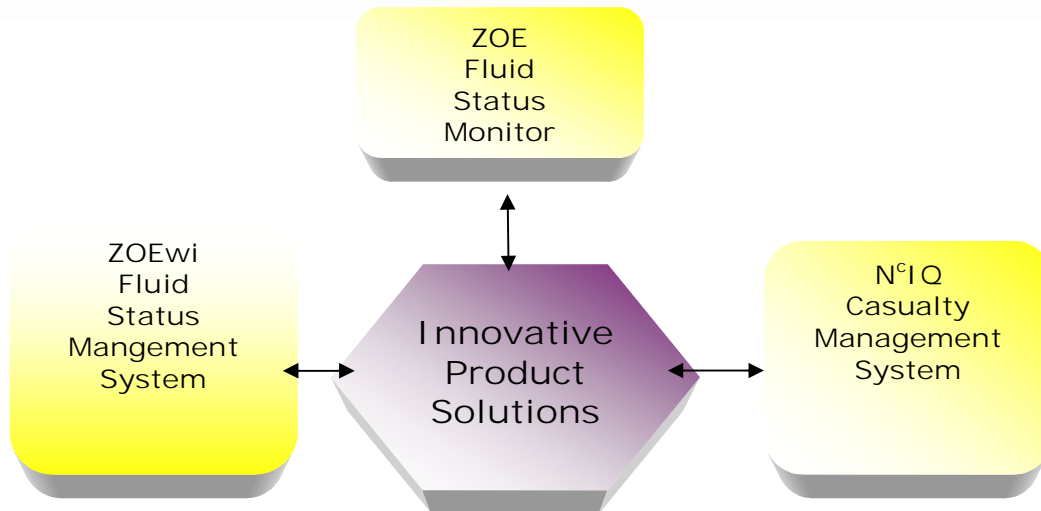 ZOE
Fluid
Status
Monitor
ZOEwi
Fluid
Status
Mangement
System
Innovative
Product
Solutions
NᶜIQ
Casualty
Management
System